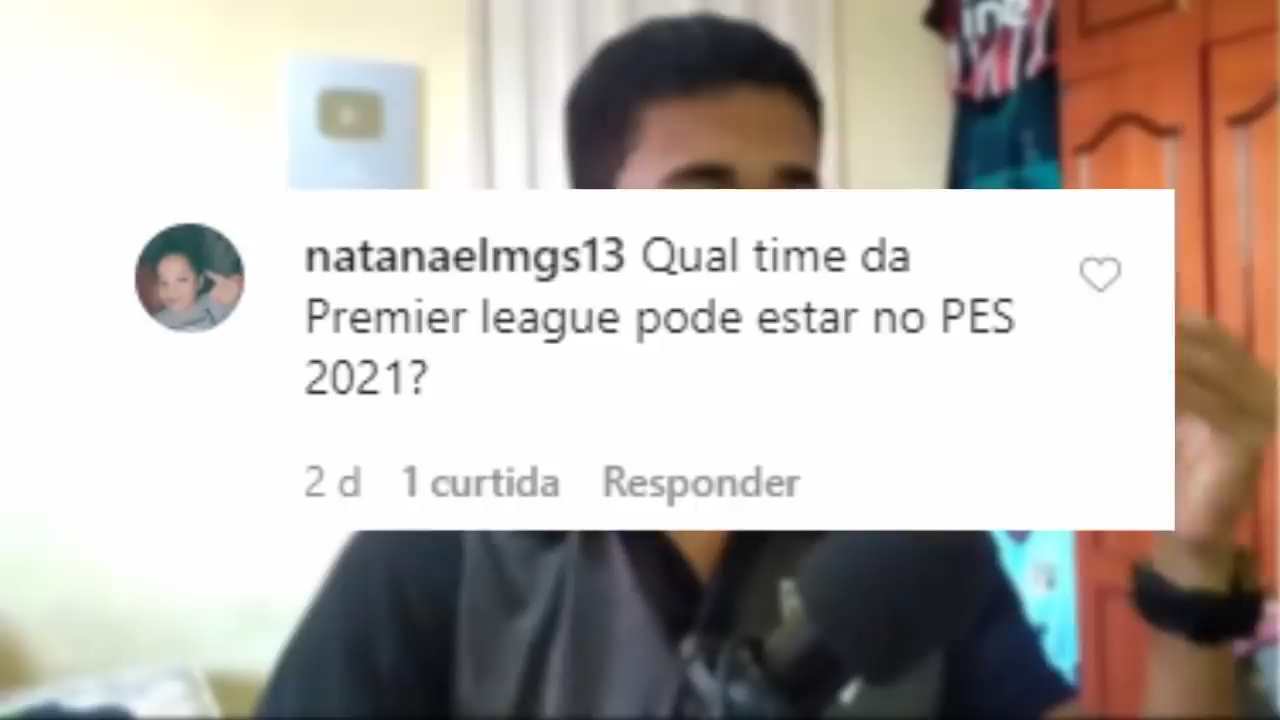 natanaelmgs13 Qual time da
Premier league pode estar no PES
2021?
2 d 1 curtida Responder